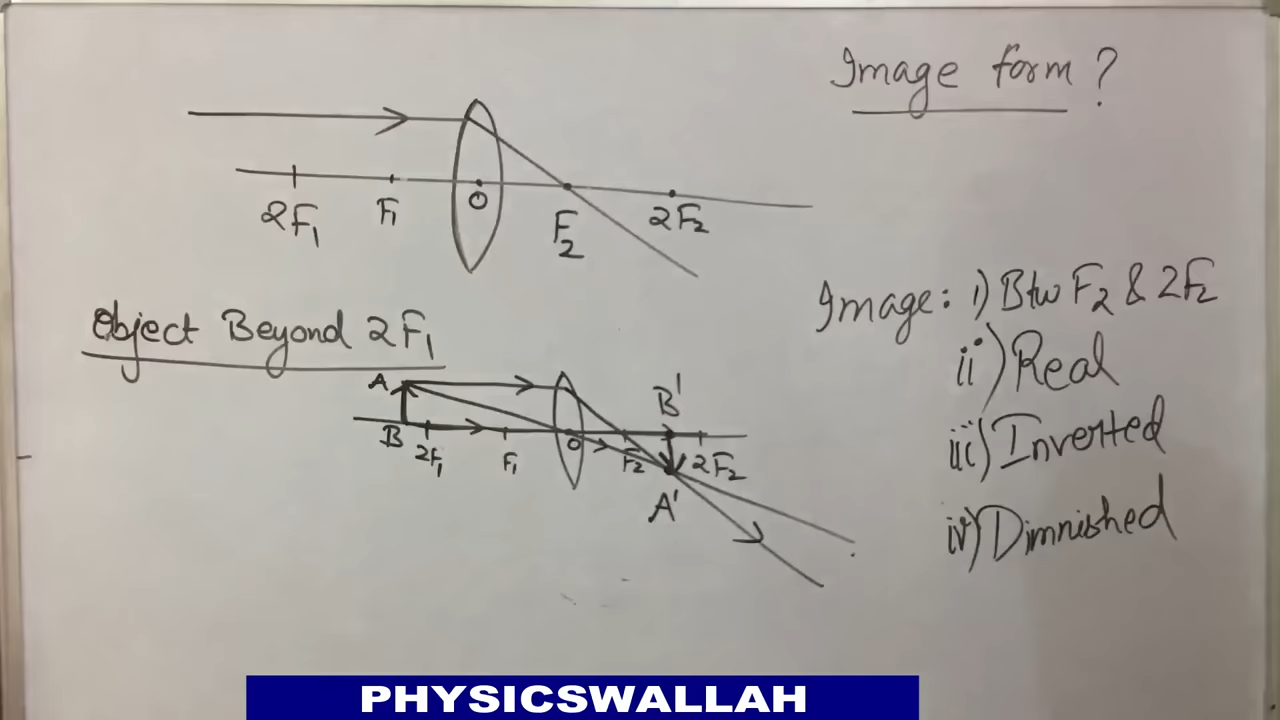 Image form ?
2F₁ F₁ O F₂ 2F₂
Image: i) Btw F₂ & 2F₂
ii) Real
iii) Inverted
iv) Dimnished
Object Beyond 2F₁
A
B 2F₁ F₁ O F₂ B' 2F₂
A'
PHYSICSWALLAH